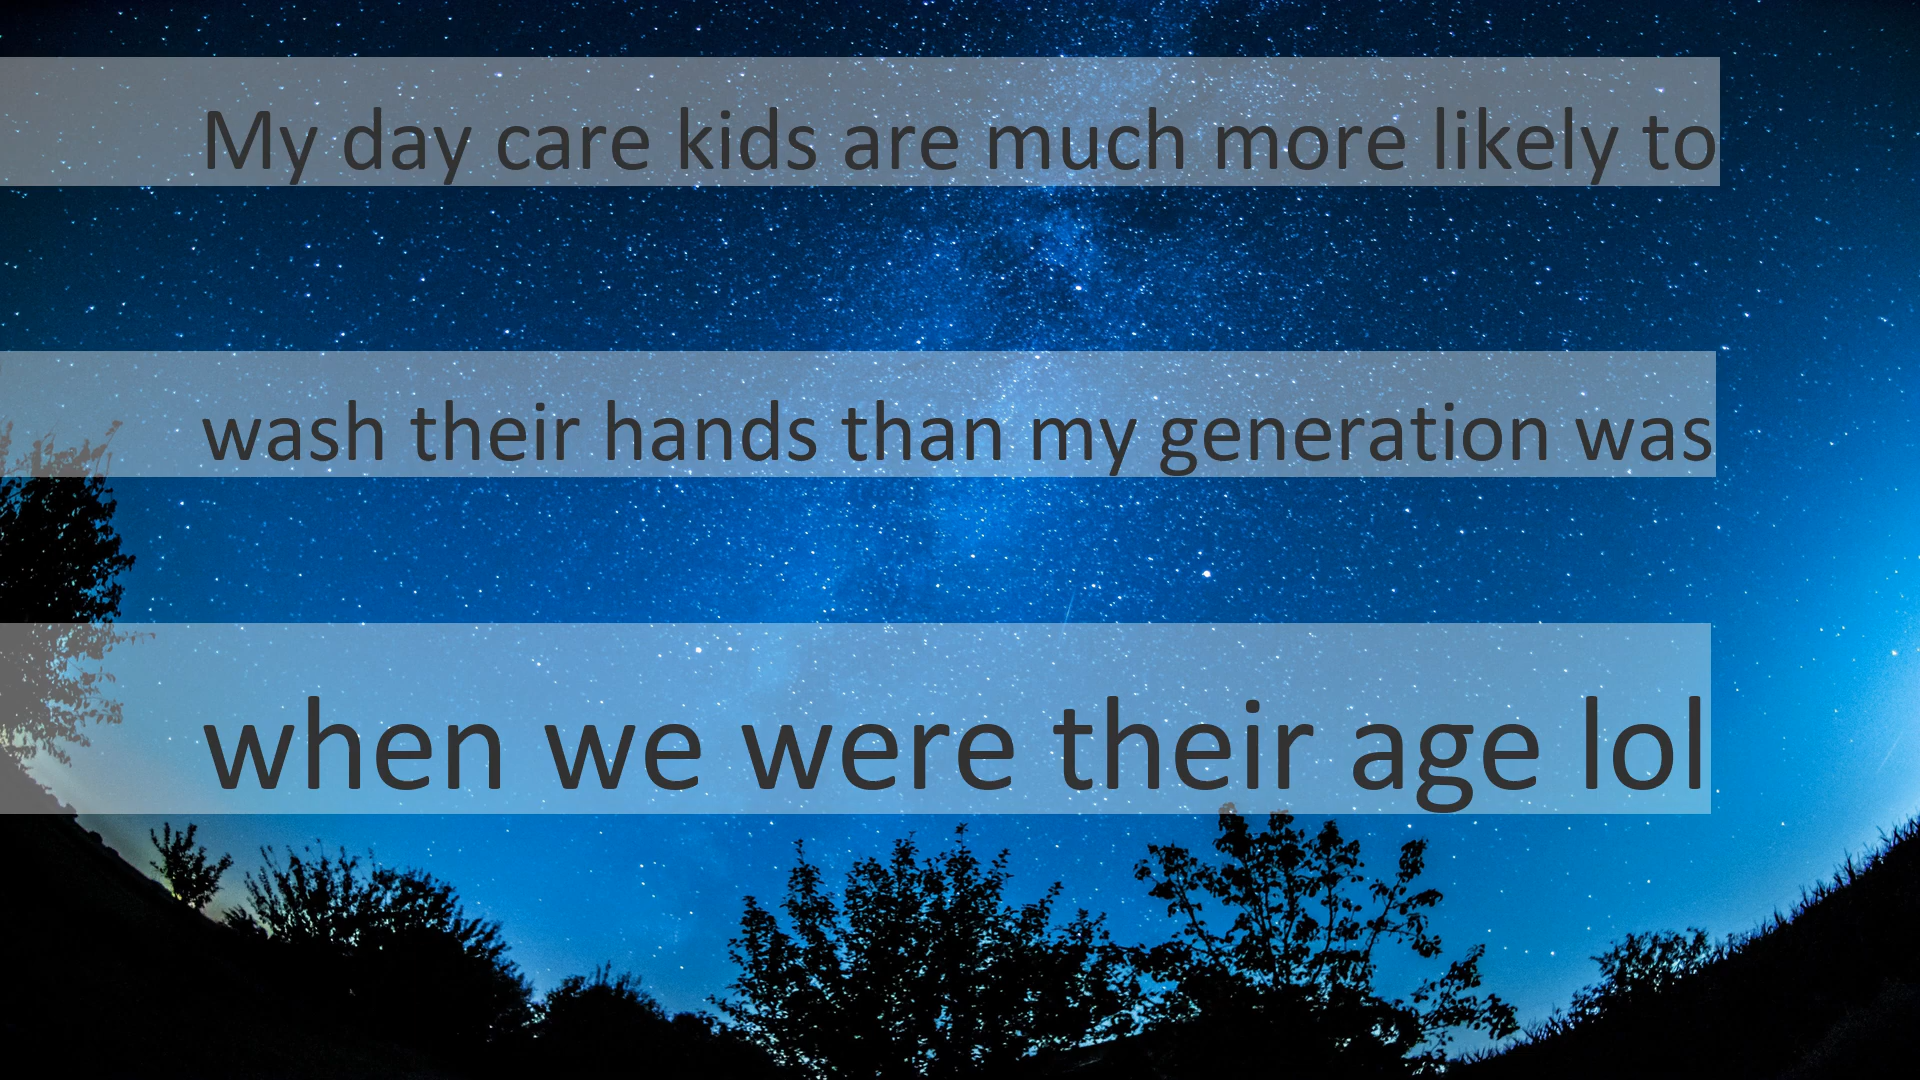 My day care kids are much more likely to
wash their hands than my generation was
when we were their age lol